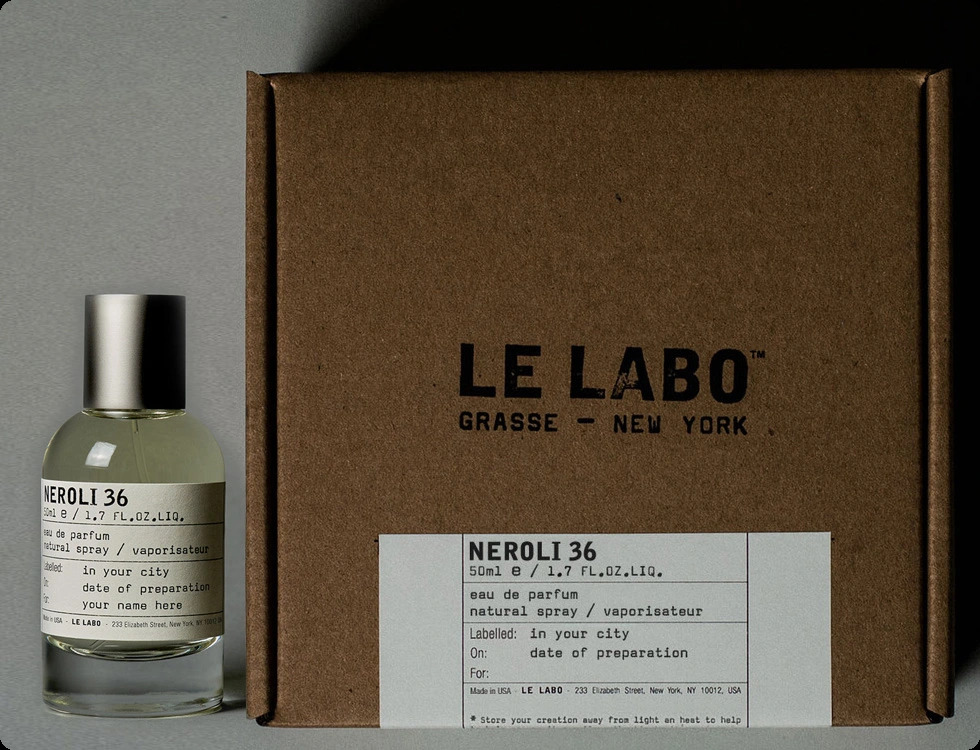 LE LABO™
GRASSE — NEW YORK
NEROLI 36
50ml e / 1.7 FL.OZ.LIQ.
eau de parfum
natural spray / vaporisateur
Labelled: in your city
On: date of preparation
For: your name here
Made in USA - LE LABO - 233 Elizabeth Street, New York, NY
NEROLI 36
50ml e / 1.7 FL.OZ.LIQ.
eau de parfum
natural spray / vaporisateur
Labelled: in your city
On: date of preparation
For:
Made in USA - LE LABO - 233 Elizabeth Street, New York, NY 10012, USA
* Store your creation away from light an heat to help